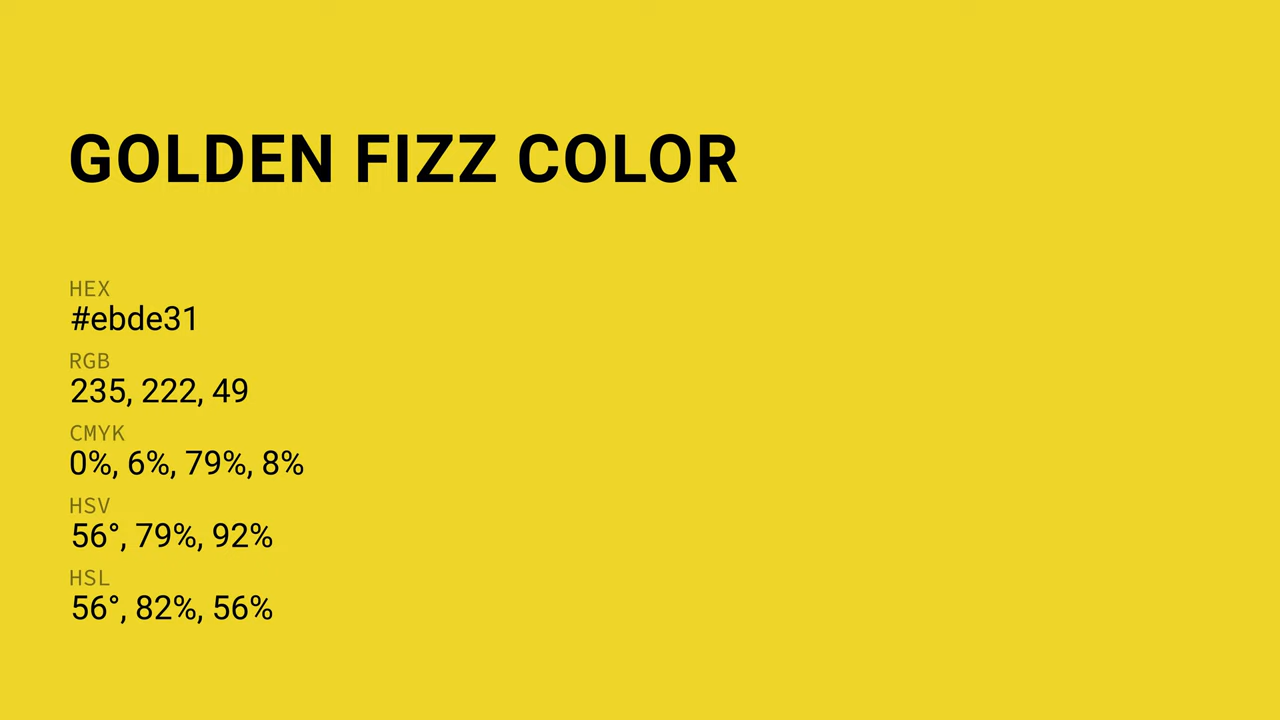 GOLDEN FIZZ COLOR
HEX
#ebde31
RGB
235, 222, 49
CMYK
0%, 6%, 79%, 8%
HSV
56°, 79%, 92%
HSL
56°, 82%, 56%